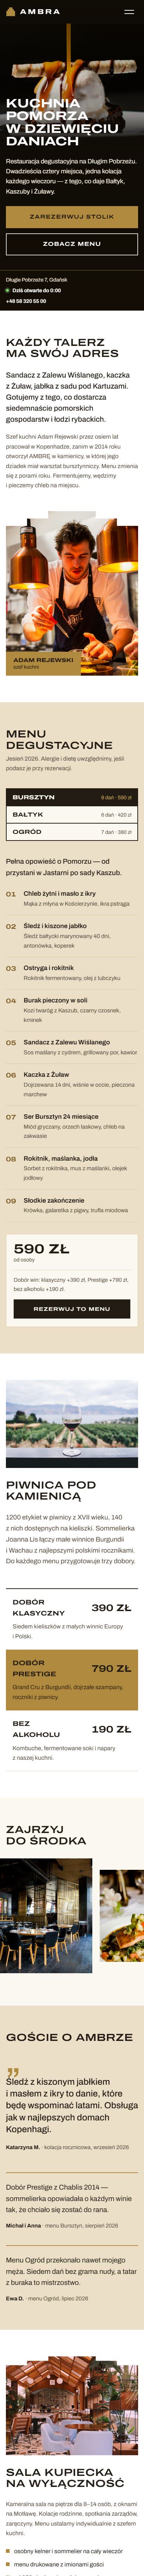 AMBRA
KUCHNIA
POMORZA
W DZIEWIĘCIU
DANIACH
Restauracja degustacyjna na Długim Pobrzeżu.
Dwadzieścia cztery miejsca, jedna kolacja
każdego wieczoru — z tego, co daje Bałtyk,
Kaszuby i Żuławy.
ZAREZERWUJ STOLIK
ZOBACZ MENU
Długie Pobrzeże 7, Gdańsk
Dziś otwarte do 0:00
+48 58 320 55 00
KAŻDY TALERZ
MA SWÓJ ADRES
Sandacz z Zalewu Wiślanego, kaczka
z Żuław, jabłka z sadu pod Kartuzami.
Gotujemy z tego, co dostarcza
siedemnaście pomorskich
gospodarstw i łodzi rybackich.
Szef kuchni Adam Rejewski przez osiem lat
pracował w Kopenhadze, zanim w 2014 roku
otworzył AMBRĘ w kamienicy, w której jego
dziadek miał warsztat bursztynniczy. Menu zmienia
się z porami roku. Fermentujemy, wędzimy
i pieczemy chleb na miejscu.
ADAM REJEWSKI
szef kuchni
MENU
DEGUSTACYJNE
Jesień 2026. Alergie i dietę uwzględnimy, jeśli
podasz je przy rezerwacji.
BURSZTYN 9 dań · 590 zł
BAŁTYK 6 dań · 420 zł
OGRÓD 7 dań · 380 zł
Pełna opowieść o Pomorzu — od
przystani w Jastarni po sady Kaszub.
01 Chleb żytni i masło z ikry
Mąka z młyna w Kościerzynie, ikra pstrąga
02 Śledź i kiszone jabłko
Śledź bałtycki marynowany 40 dni,
antonówka, koperek
03 Ostryga i rokitnik
Rokitnik fermentowany, olej z lubczyku
04 Burak pieczony w soli
Kozi twaróg z Kaszub, czarny czosnek,
kminek
05 Sandacz z Zalewu Wiślanego
Sos maślany z cydrem, grillowany por, kawior
06 Kaczka z Żuław
Dojrzewana 14 dni, wiśnie w occie, pieczona
marchew
07 Ser Bursztyn 24 miesiące
Miód gryczany, orzech laskowy, chleb na
zakwasie
08 Rokitnik, maślanka, jodła
Sorbet z rokitnika, mus z maślanki, olejek
jodłowy
09 Słodkie zakończenie
Krówka, galaretka z pigwy, trufla miodowa
590 ZŁ
od osoby
Dobór win: klasyczny +390 zł, Prestige +790 zł,
bez alkoholu +190 zł.
REZERWUJ TO MENU
PIWNICA POD
KAMIENICĄ
1200 etykiet w piwnicy z XVII wieku, 140
z nich dostępnych na kieliszki. Sommelierka
Joanna Lis łączy małe winnice Burgundii
i Wachau z najlepszymi polskimi rocznikami.
Do każdego menu przygotowuje trzy dobory.
DOBÓR
KLASYCZNY
390 ZŁ
Siedem kieliszków z małych winnic Europy
i Polski.
DOBÓR
PRESTIGE
790 ZŁ
Grand Cru z Burgundii, dojrzałe szampany,
roczniki z piwnicy.
BEZ
ALKOHOLU
190 ZŁ
Kombuche, fermentowane soki i napary
z naszej kuchni.
ZAJRZYJ
DO ŚRODKA
GOŚCIE O AMBRZE
”
Śledź z kiszonym jabłkiem
i masłem z ikry to danie, które
będę wspominać latami. Obsługa
jak w najlepszych domach
Kopenhagi.
Katarzyna M. · kolacja rocznicowa, wrzesień 2026
Dobór Prestige z Chablis 2014 —
sommelierka opowiadała o każdym winie
tak, że chciało się zostać do rana.
Michał i Anna · menu Bursztyn, sierpień 2026
Menu Ogród przekonało nawet mojego
męża. Siedem dań bez grama nudy, a tatar
z buraka to mistrzostwo.
Ewa D. · menu Ogród, lipiec 2026
SALA KUPIECKA
NA WYŁĄCZNOŚĆ
Kameralna sala na piętrze dla 8–14 osób, z oknami
na Motławę. Kolacje rodzinne, spotkania zarządów,
zaręczyny. Menu ustalamy indywidualnie z szefem
kuchni.
osobny kelner i sommelier na cały wieczór
menu drukowane z imionami gości